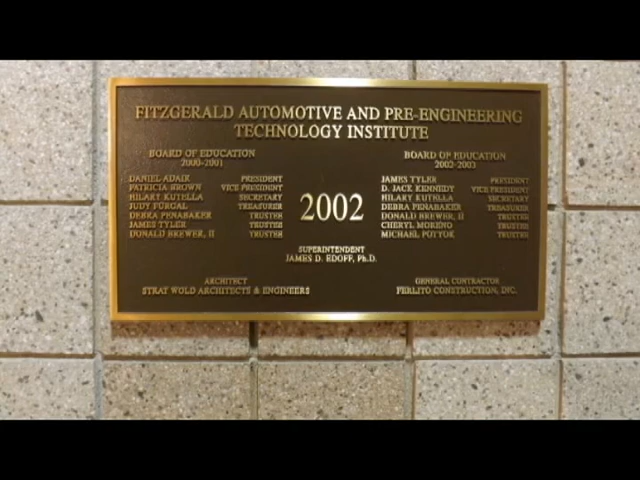 FITZGERALD AUTOMOTIVE AND PRE-ENGINEERING
TECHNOLOGY INSTITUTE
BOARD OF EDUCATION
2000-2001
DANIEL ADAIR PRESIDENT
PATRICIA BROWN VICE PRESIDENT
HILARY KUTELLA SECRETARY
JUDY FURGAL TREASURER
DEBRA PENABAKER TRUSTEE
JAMES TYLER TRUSTEE
DONALD BREWER, II TRUSTEE
2002
BOARD OF EDUCATION
2002-2003
JAMES TYLER PRESIDENT
D. JACK KENNEDY VICE PRESIDENT
HILARY KUTELLA SECRETARY
DEBRA PENABAKER TREASURER
DONALD BREWER, II TRUSTEE
CHERYL MORENO TRUSTEE
MICHAEL TRUSTEE
SUPERINTENDENT
JAMES D. EDOFF, Ph.D.
ARCHITECT
STRAT WOLD ARCHITECTS & ENGINEERS
GENERAL CONTRACTOR
FERLITO CONSTRUCTION, INC.